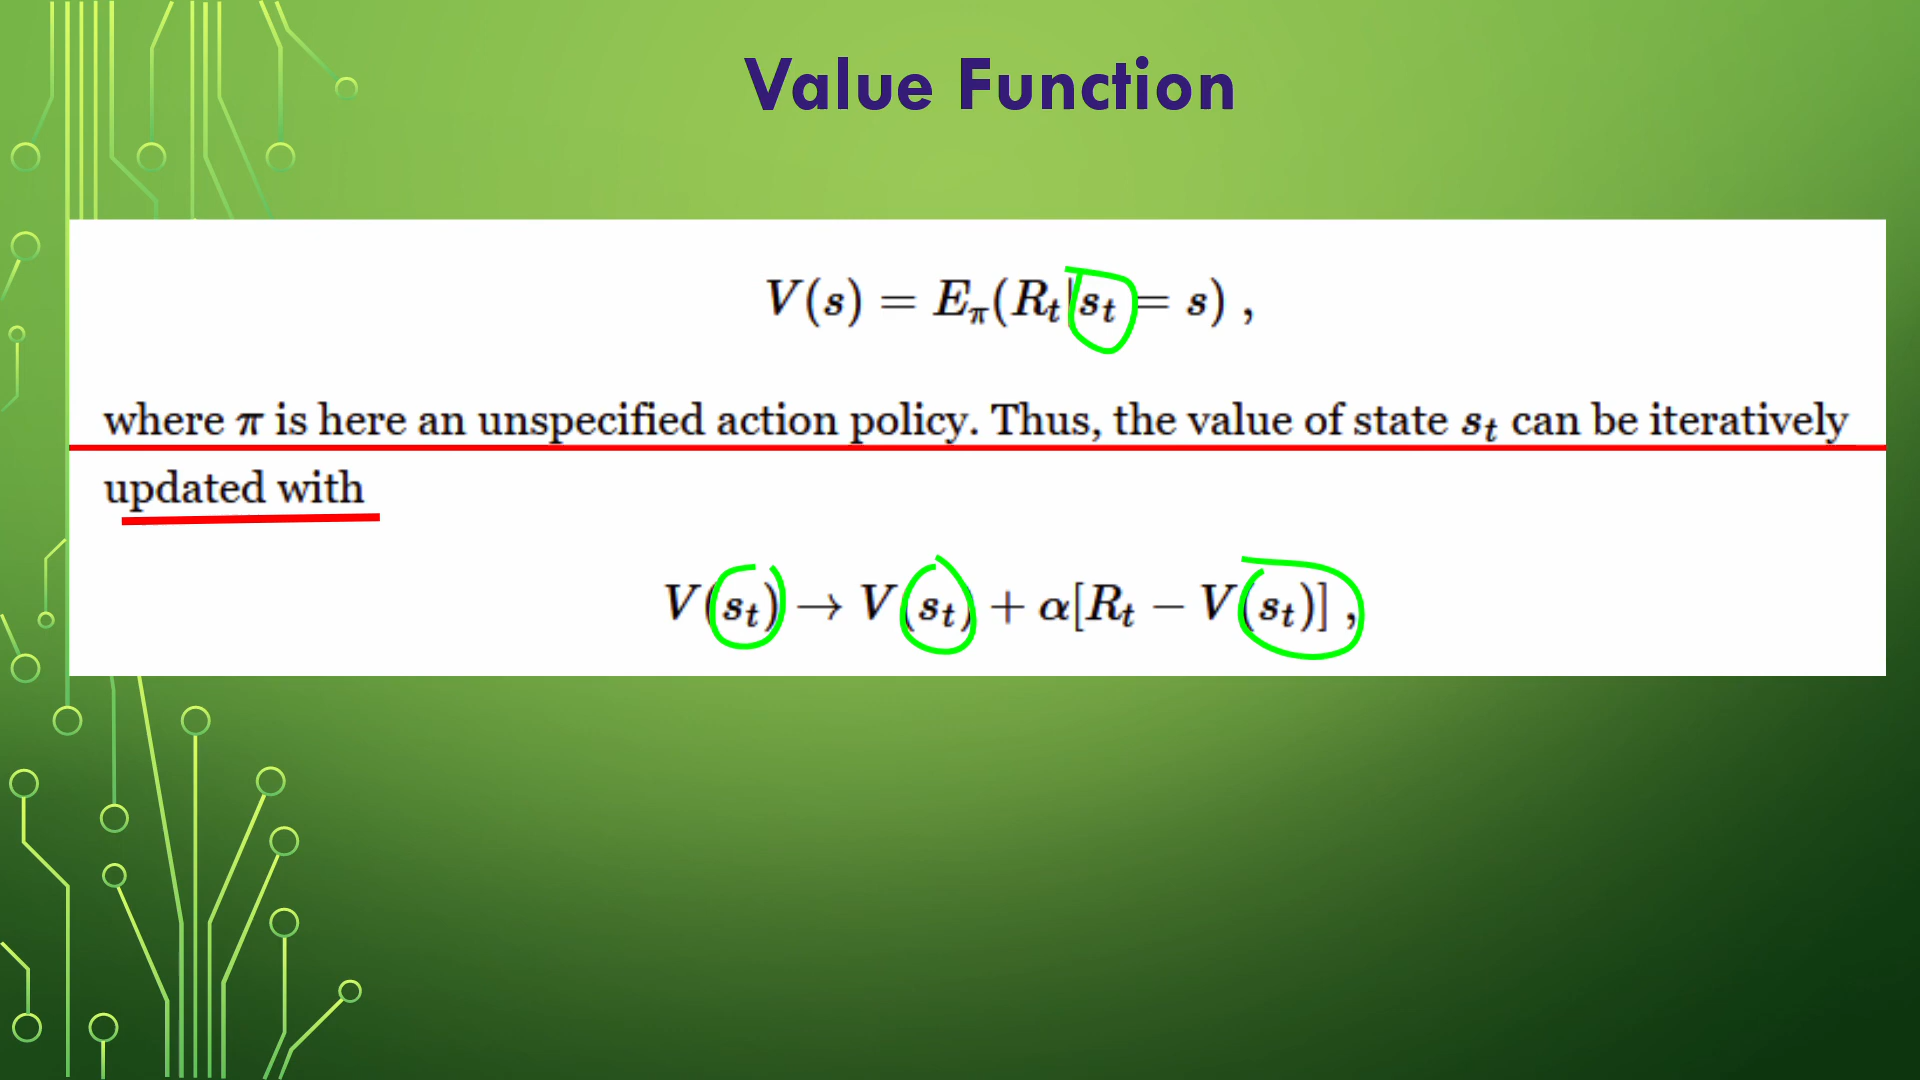 Value Function
V(s) = E_π(R_t|s_t = s) ,
where π is here an unspecified action policy. Thus, the value of state s_t can be iteratively
updated with
V(s_t) → V(s_t) + α[R_t − V(s_t)] ,